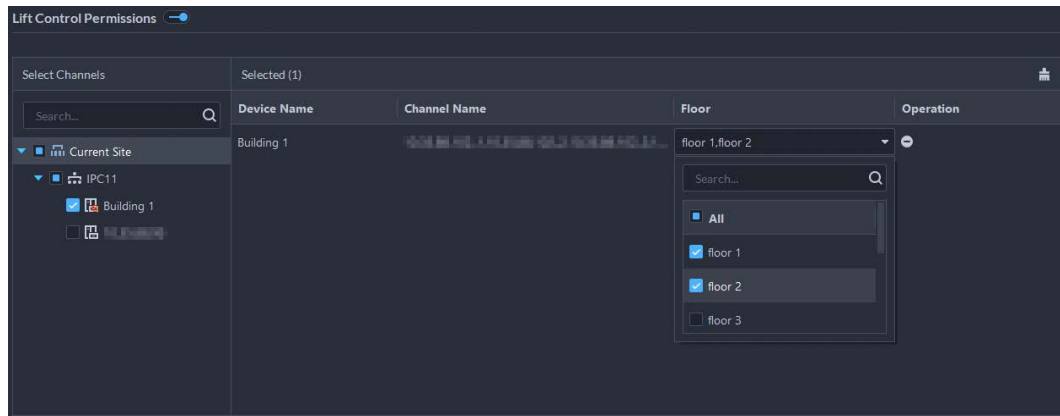 Lift Control Permissions
Select Channels
Selected (1)
Search...
Device Name Channel Name Floor Operation
Current Site
Building 1 floor 1,floor 2
IPC11
Search...
Building 1
All
floor 1
floor 2
floor 3